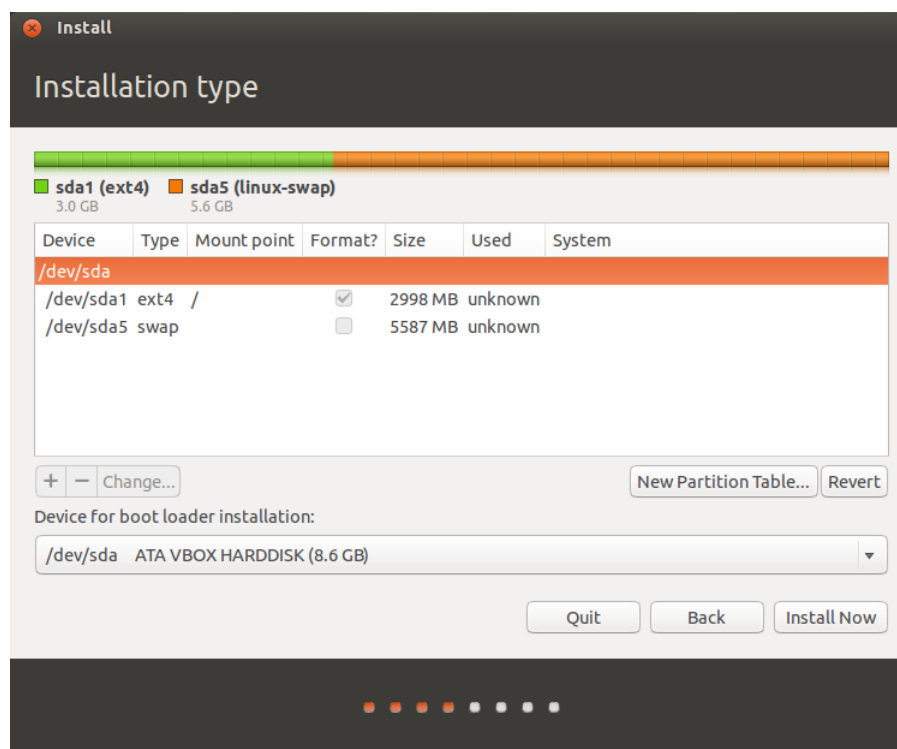 Install
Installation type
sda1 (ext4) sda5 (linux-swap)
3.0 GB 5.6 GB
Device Type Mount point Format? Size Used System
/dev/sda
/dev/sda1 ext4 / 2998 MB unknown
/dev/sda5 swap 5587 MB unknown
+ − Change... New Partition Table... Revert
Device for boot loader installation:
/dev/sda ATA VBOX HARDDISK (8.6 GB)
Quit Back Install Now